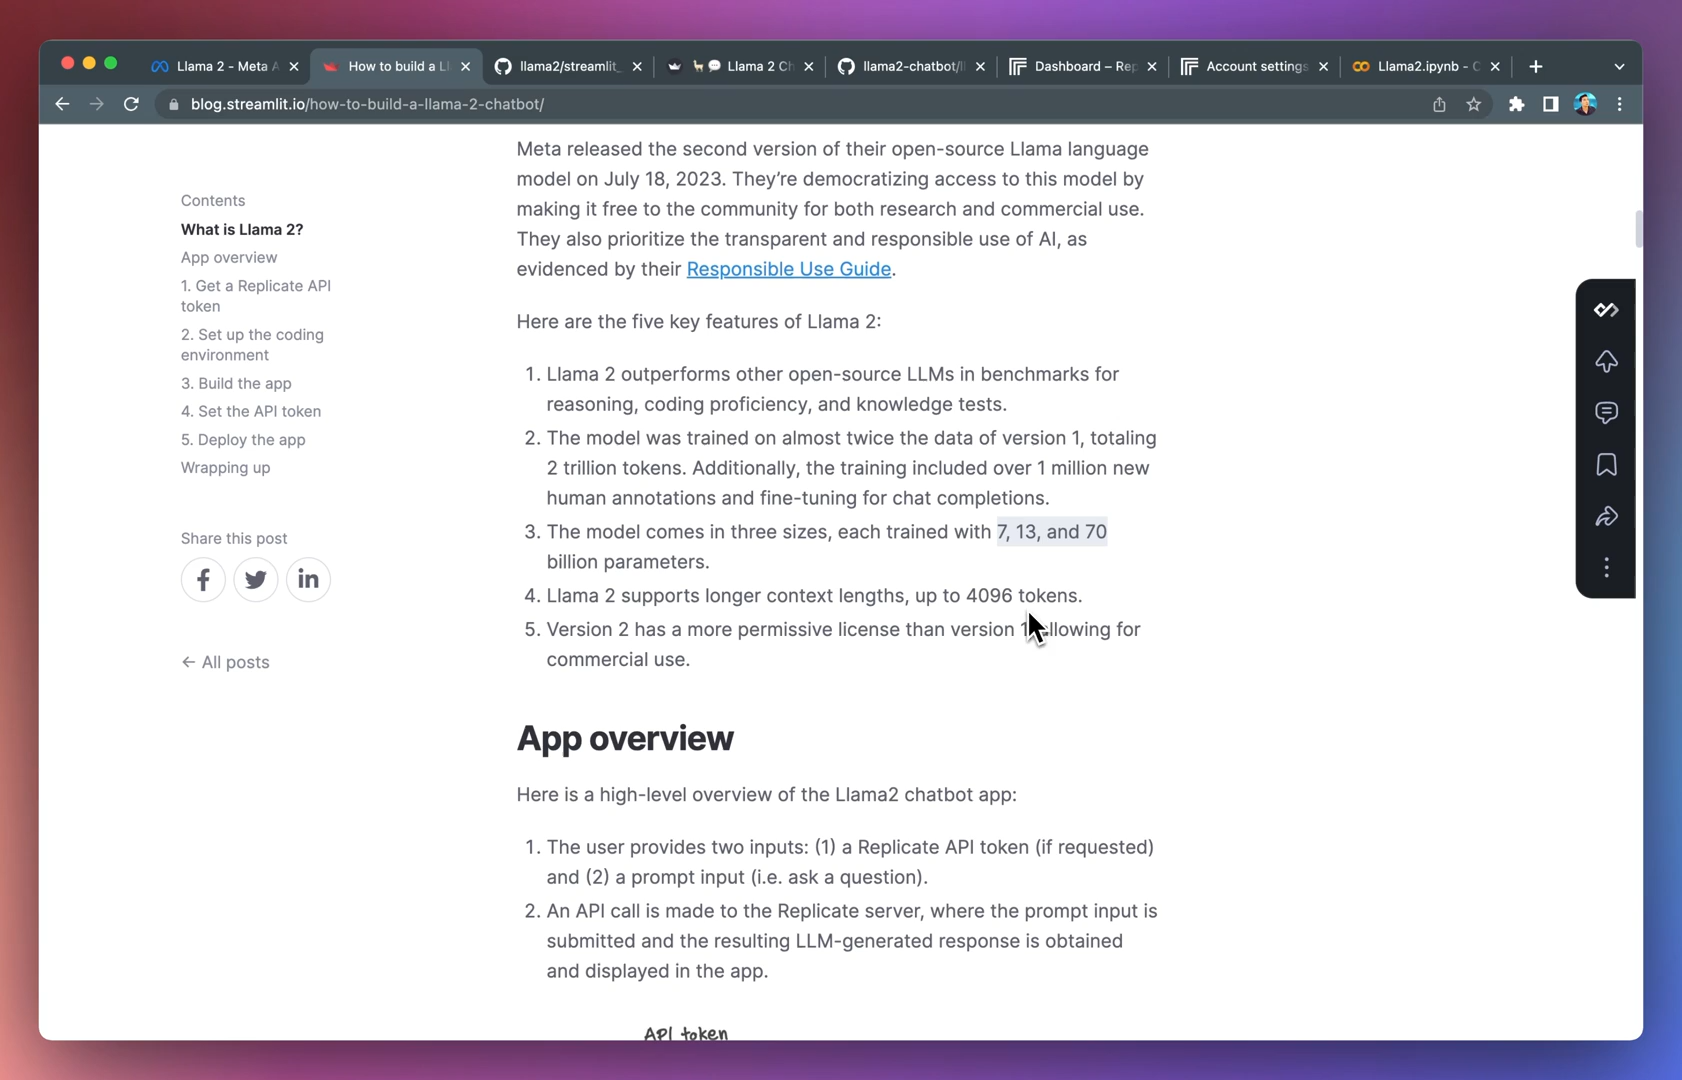 Llama 2 - Meta A
How to build a Ll
llama2/streamlit_
Llama 2 Ch
llama2-chatbot/ll
Dashboard – Rep
Account settings
Llama2.ipynb - C
blog.streamlit.io/how-to-build-a-llama-2-chatbot/
Contents
What is Llama 2?
App overview
1. Get a Replicate API
token
2. Set up the coding
environment
3. Build the app
4. Set the API token
5. Deploy the app
Wrapping up
Share this post
← All posts
Meta released the second version of their open-source Llama language
model on July 18, 2023. They’re democratizing access to this model by
making it free to the community for both research and commercial use.
They also prioritize the transparent and responsible use of AI, as
evidenced by their Responsible Use Guide.
Here are the five key features of Llama 2:
1. Llama 2 outperforms other open-source LLMs in benchmarks for
reasoning, coding proficiency, and knowledge tests.
2. The model was trained on almost twice the data of version 1, totaling
2 trillion tokens. Additionally, the training included over 1 million new
human annotations and fine-tuning for chat completions.
3. The model comes in three sizes, each trained with 7, 13, and 70
billion parameters.
4. Llama 2 supports longer context lengths, up to 4096 tokens.
5. Version 2 has a more permissive license than version 1, allowing for
commercial use.
App overview
Here is a high-level overview of the Llama2 chatbot app:
1. The user provides two inputs: (1) a Replicate API token (if requested)
and (2) a prompt input (i.e. ask a question).
2. An API call is made to the Replicate server, where the prompt input is
submitted and the resulting LLM-generated response is obtained
and displayed in the app.
API token